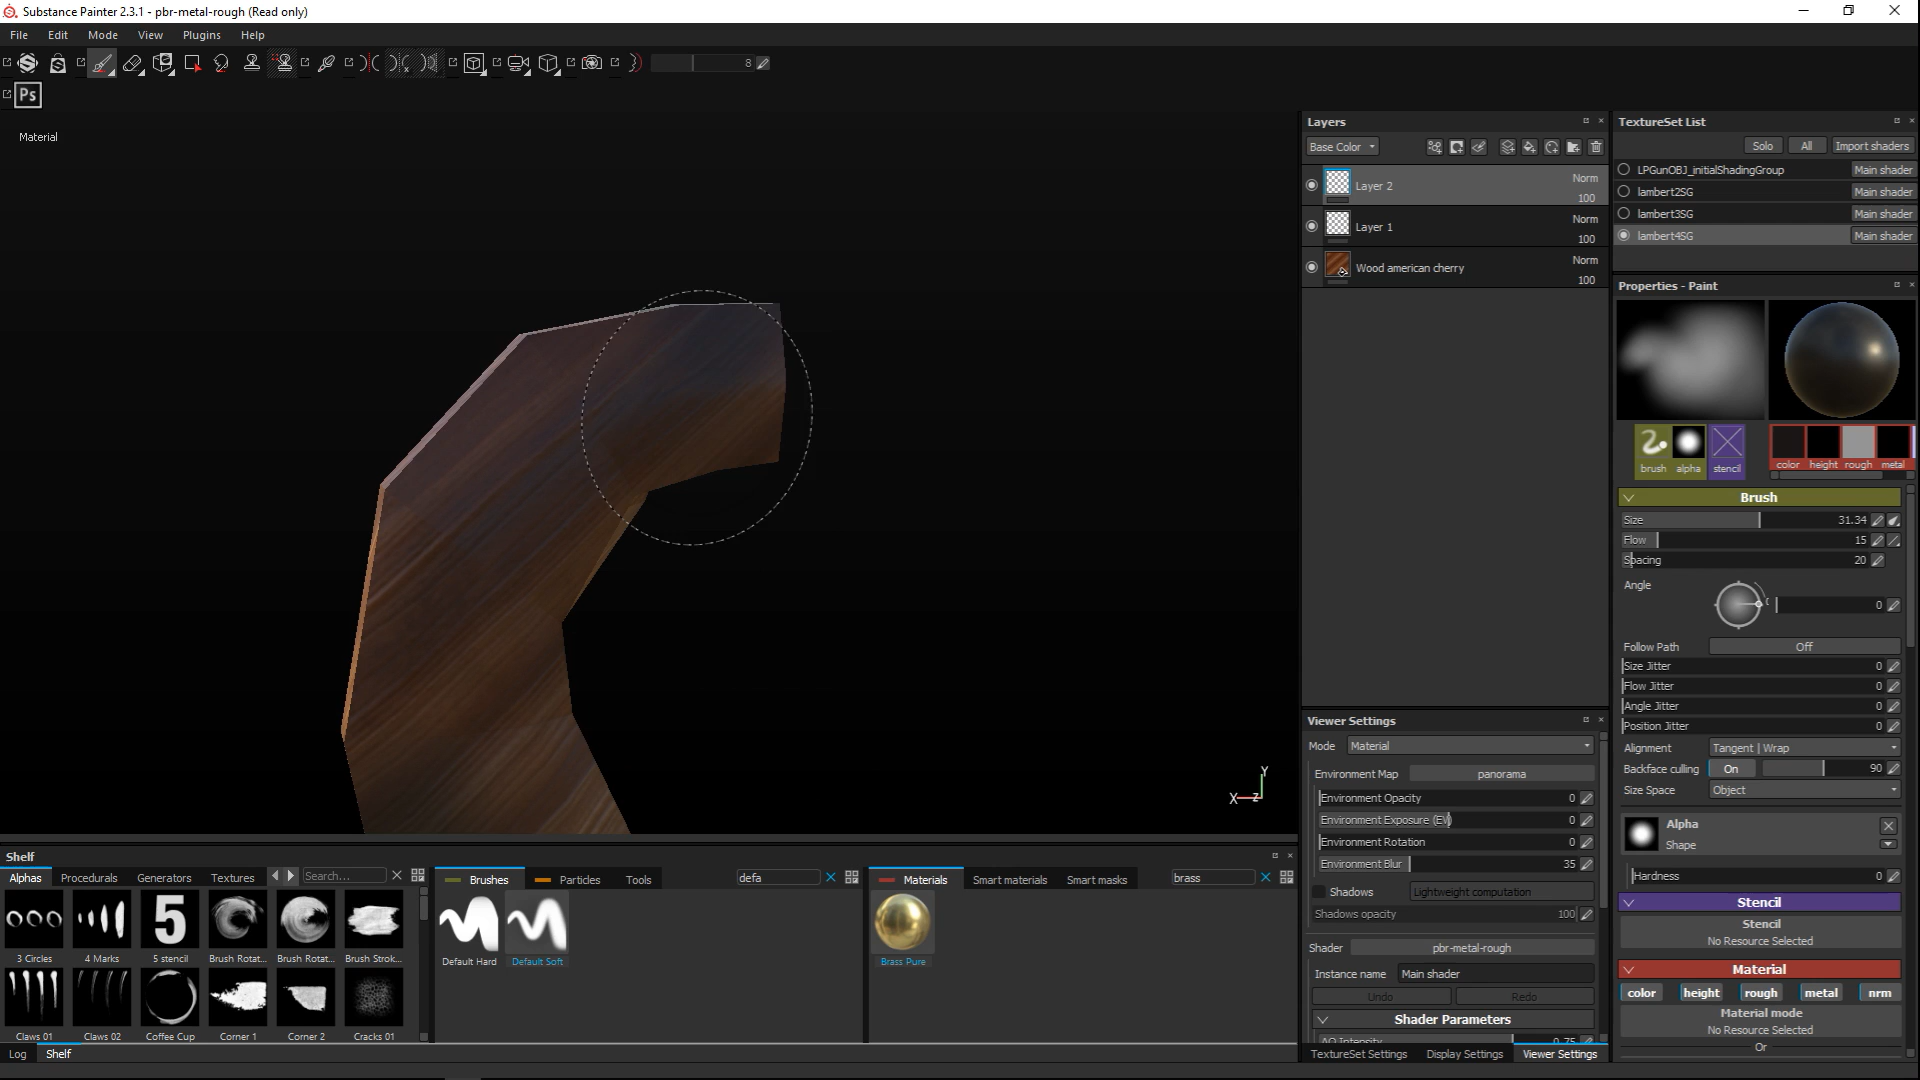 Substance Painter 2.3.1 - pbr-metal-rough (Read only)
File Edit Mode View Plugins Help
8
Ps
Material
Layers
Base Color
Layer 2 Norm 100
Layer 1 Norm 100
Wood american cherry Norm 100
TextureSet List
Solo All Import shaders
LPGunOBJ_initialShadingGroup Main shader
lambert2SG Main shader
lambert3SG Main shader
lambert4SG Main shader
Properties - Paint
brush alpha stencil color height rough metal
Brush
Size 31.34
Flow 15
Spacing 20
Angle 0
Follow Path Off
Size Jitter 0
Flow Jitter 0
Angle Jitter 0
Position Jitter 0
Alignment Tangent | Wrap
Backface culling On 90
Size Space Object
Alpha
Shape
Hardness 0
Stencil
Stencil
No Resource Selected
Material
color height rough metal nrm
Material mode
No Resource Selected
Or
Viewer Settings
Mode Material
Environment Map panorama
Environment Opacity 0
Environment Exposure (EV) 0
Environment Rotation 0
Environment Blur 35
Shadows Lightweight computation
Shadows opacity 100
Shader pbr-metal-rough
Instance name Main shader
Undo Redo
Shader Parameters
AO Intensity 0.75
TextureSet Settings Display Settings Viewer Settings
Y
X Z
Shelf
Alphas Procedurals Generators Textures Search...
3 Circles 4 Marks 5 stencil Brush Rotat... Brush Rotat... Brush Strok...
Claws 01 Claws 02 Coffee Cup Corner 1 Corner 2 Cracks 01
5
Brushes Particles Tools defa
Default Hard Default Soft
Materials Smart materials Smart masks brass
Brass Pure
Log Shelf